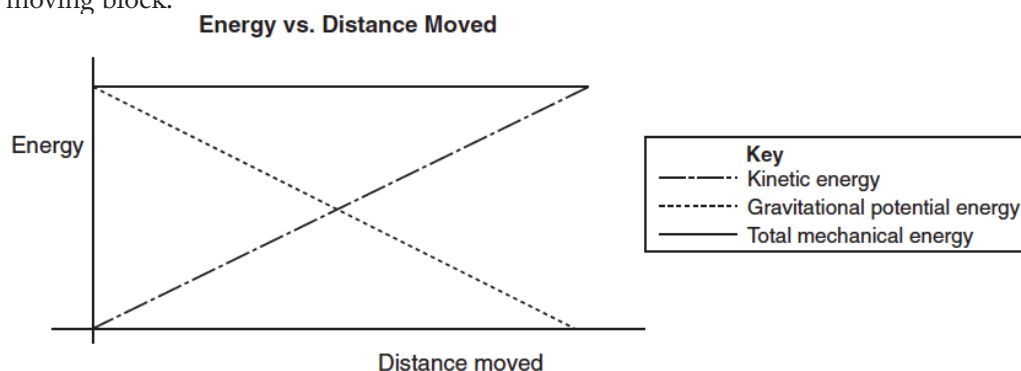 moving block.
Energy vs. Distance Moved
Energy
Key
Kinetic energy
Gravitational potential energy
Total mechanical energy
Distance moved